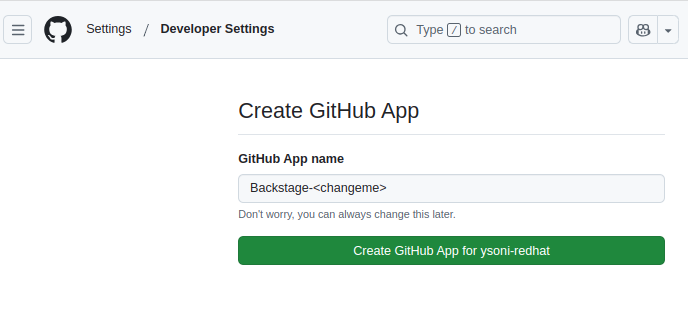 Settings / Developer Settings
Type / to search
Create GitHub App
GitHub App name
Backstage-<changeme>
Don't worry, you can always change this later.
Create GitHub App for ysoni-redhat